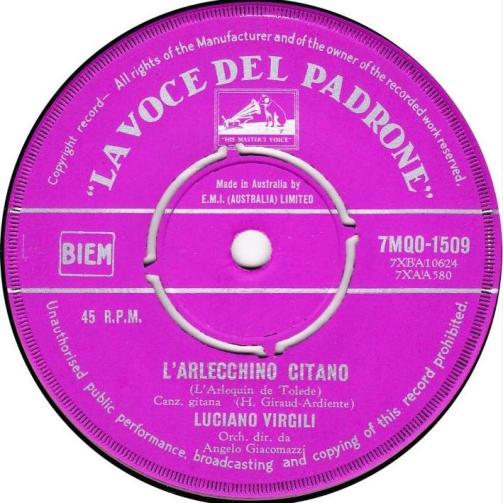 Copyright record— All rights of the Manufacturer and of the owner of the recorded work reserved.
"LA VOCE DEL PADRONE"
"HIS MASTER'S VOICE"
Made in Australia by
E.M.I. (AUSTRALIA) LIMITED
BIEM
7MQO-1509
7XBA10624
7XAA580
45 R.P.M.
L'ARLECCHINO GITANO
(L'Arlequin de Tolede)
Canz. gitana (H. Giraud-Ardiente)
LUCIANO VIRGILI
Orch. dir. da
Angelo Giacomazzi
Unauthorised public performance, broadcasting and copying of this record prohibited.